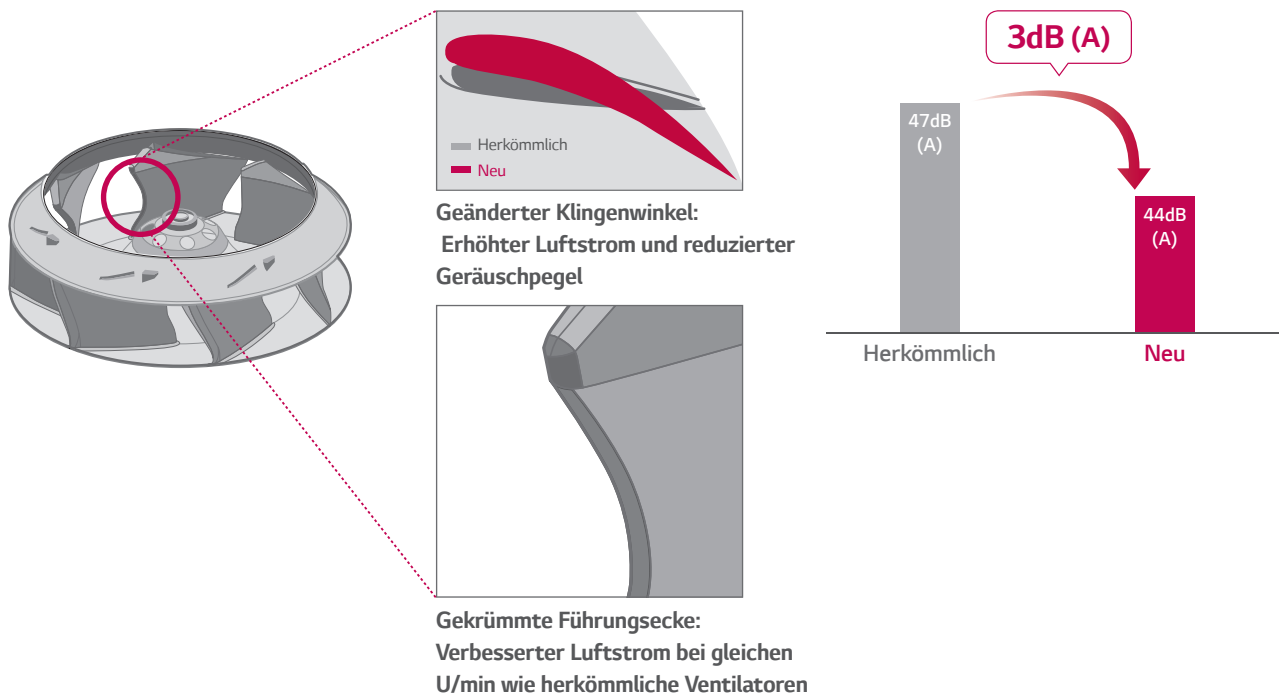 Herkömmlich
Neu
Geänderter Klingenwinkel:
Erhöhter Luftstrom und reduzierter
Geräuschpegel
Gekrümmte Führungsecke:
Verbesserter Luftstrom bei gleichen
U/min wie herkömmliche Ventilatoren
3dB (A)
47dB
(A)
44dB
(A)
Herkömmlich
Neu